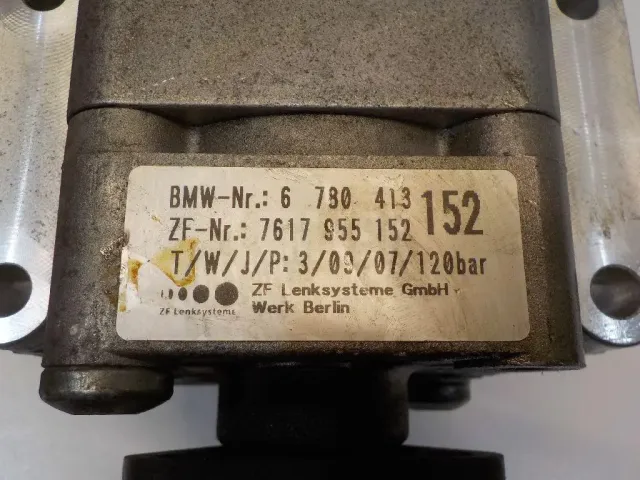 BMW-Nr.: 6 780 413
152
ZF-Nr.: 7617 955 152
T/W/J/P: 3/09/07/120bar
ZF Lenksysteme GmbH
ZF Lenksysteme
Werk Berlin